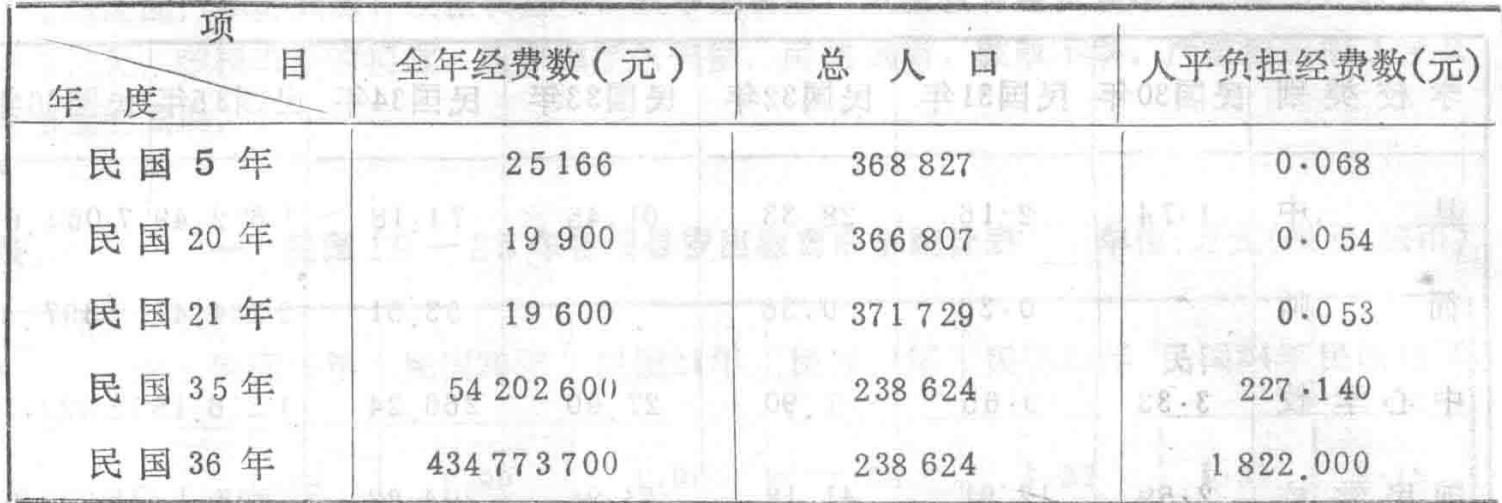 项
目 全年经费数(元) 总 人 口 人平负担经费数(元)
年 度
民 国 5 年 25166 368 827 0·068
民 国 20 年 19 900 366 807 0·054
民 国 21 年 19 600 371 729 0·053
民 国 35 年 54 202 600 238 624 227·140
民 国 36 年 434 773 700 238 624 1 822.000